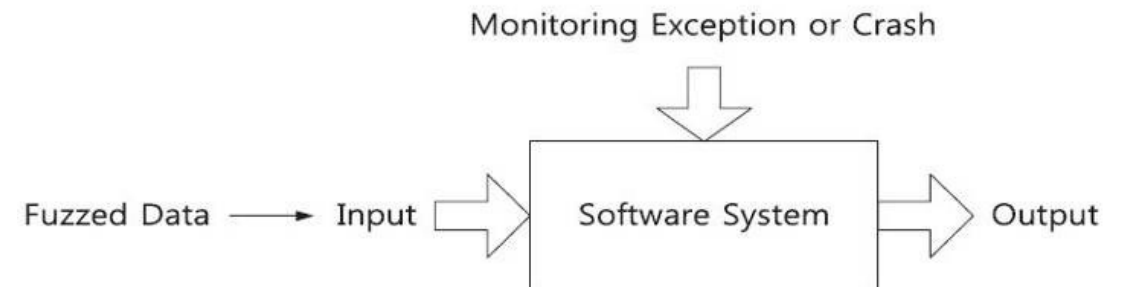 Monitoring Exception or Crash
Fuzzed Data
Input
Software System
Output